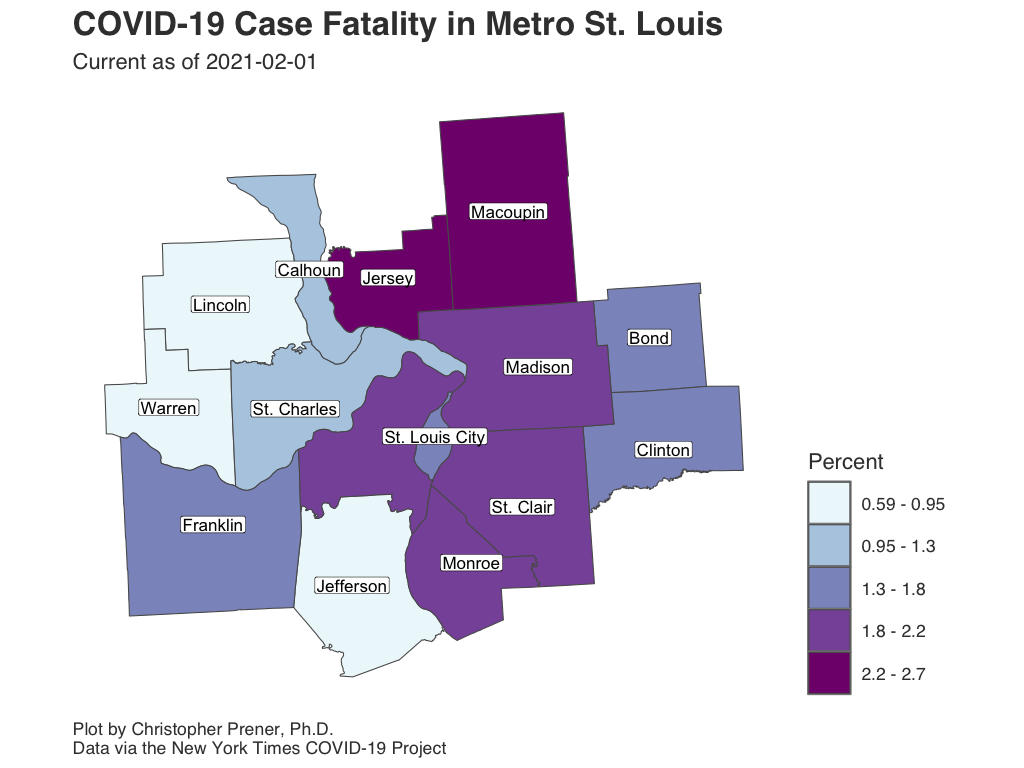 COVID-19 Case Fatality in Metro St. Louis
Current as of 2021-02-01
Macoupin
Calhoun
Jersey
Lincoln
Bond
Madison
Warren
St. Charles
St. Louis City
Clinton
Franklin
St. Clair
Monroe
Jefferson
Percent
0.59 - 0.95
0.95 - 1.3
1.3 - 1.8
1.8 - 2.2
2.2 - 2.7
Plot by Christopher Prener, Ph.D.
Data via the New York Times COVID-19 Project